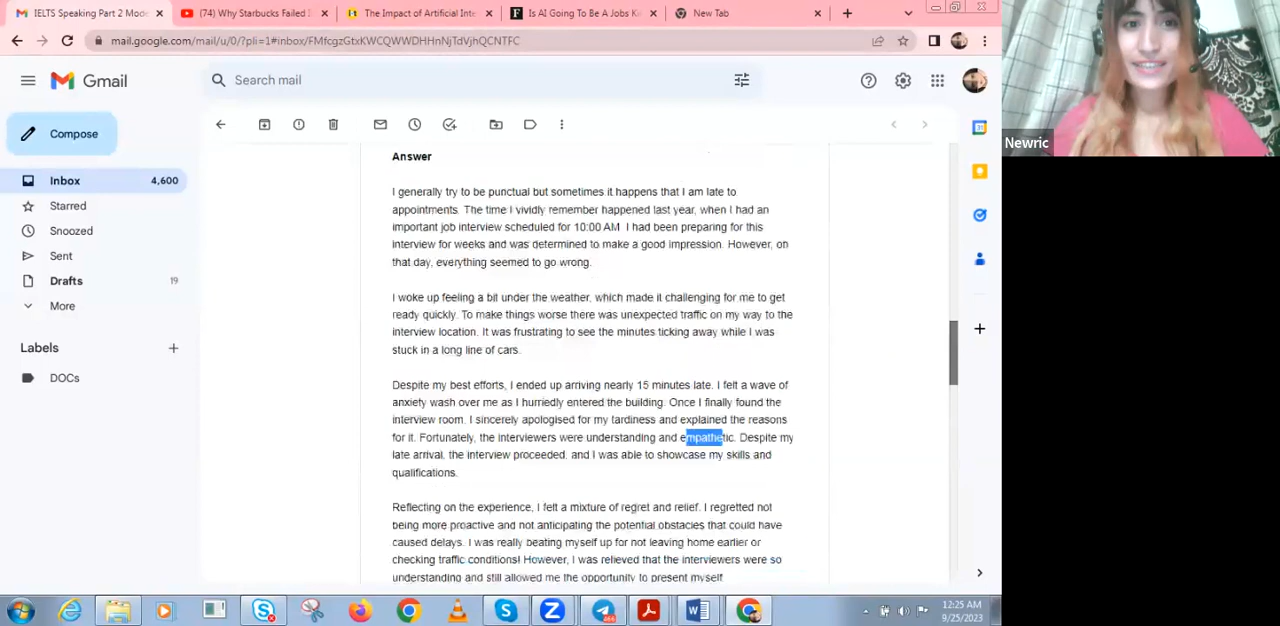 IELTS Speaking Part 2 Mode
(74) Why Starbucks Failed I
The Impact of Artificial Inte
Is AI Going To Be A Jobs Ki
New Tab
mail.google.com/mail/u/0/?pli=1#inbox/FMfcgzGtxKWCQWWDHHnNjTdVjhQCNTFC
Gmail
Search mail
Compose
Inbox 4,600
Starred
Snoozed
Sent
Drafts 19
More
Labels
DOCs
Answer
I generally try to be punctual but sometimes it happens that I am late to
appointments. The time I vividly remember happened last year, when I had an
important job interview scheduled for 10:00 AM. I had been preparing for this
interview for weeks and was determined to make a good impression. However, on
that day, everything seemed to go wrong.
I woke up feeling a bit under the weather, which made it challenging for me to get
ready quickly. To make things worse there was unexpected traffic on my way to the
interview location. It was frustrating to see the minutes ticking away while I was
stuck in a long line of cars.
Despite my best efforts, I ended up arriving nearly 15 minutes late. I felt a wave of
anxiety wash over me as I hurriedly entered the building. Once I finally found the
interview room, I sincerely apologised for my tardiness and explained the reasons
for it. Fortunately, the interviewers were understanding and empathetic. Despite my
late arrival, the interview proceeded, and I was able to showcase my skills and
qualifications.
Reflecting on the experience, I felt a mixture of regret and relief. I regretted not
being more proactive and not anticipating the potential obstacles that could have
caused delays. I was really beating myself up for not leaving home earlier or
checking traffic conditions! However, I was relieved that the interviewers were so
understanding and still allowed me the opportunity to present myself
Newric
12:25 AM
9/25/2023